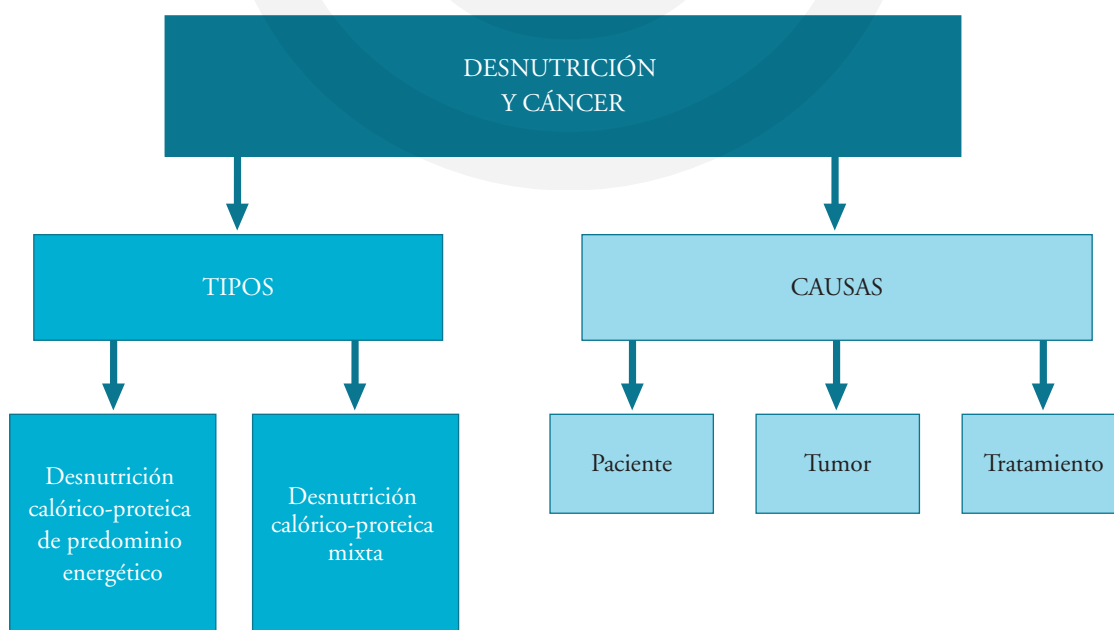 DESNUTRICIÓN
Y CÁNCER
TIPOS
CAUSAS
Desnutrición
calórico-proteica
de predominio
energético
Desnutrición
calórico-proteica
mixta
Paciente
Tumor
Tratamiento